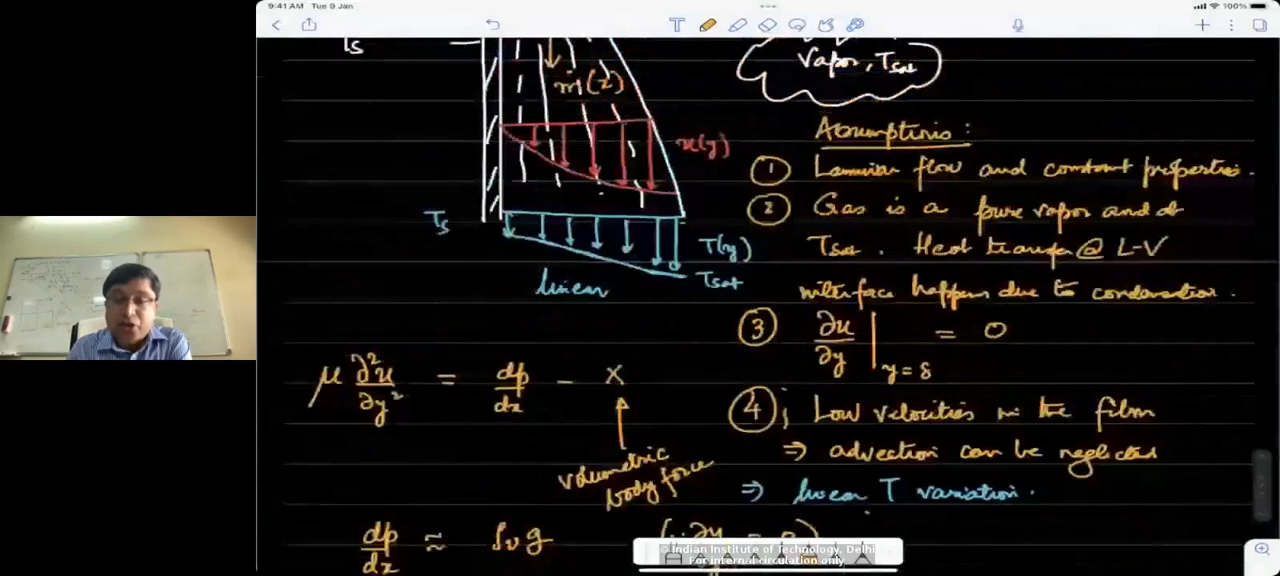 9:41 AM Tue 9 Jan
100%
Ts
ṁ(x)
u(y)
Ts
T(y)
Tsat
linear
vapor, Tsat
Assumptions:
① Laminar flow and constant properties.
② Gas is a pure vapor and at
Tsat. Heat transfer @ L-V
interface happens due to condensation.
③ ∂u/∂y |y=δ = 0
④ ; Low velocities in the film
⇒ advection can be neglected
⇒ linear T variation.
μ ∂²u/∂y² = dp/dx - X
volumetric
body force
dp/dx ≈ ρvg
© Indian Institute of Technology, Delhi
For internal circulation only